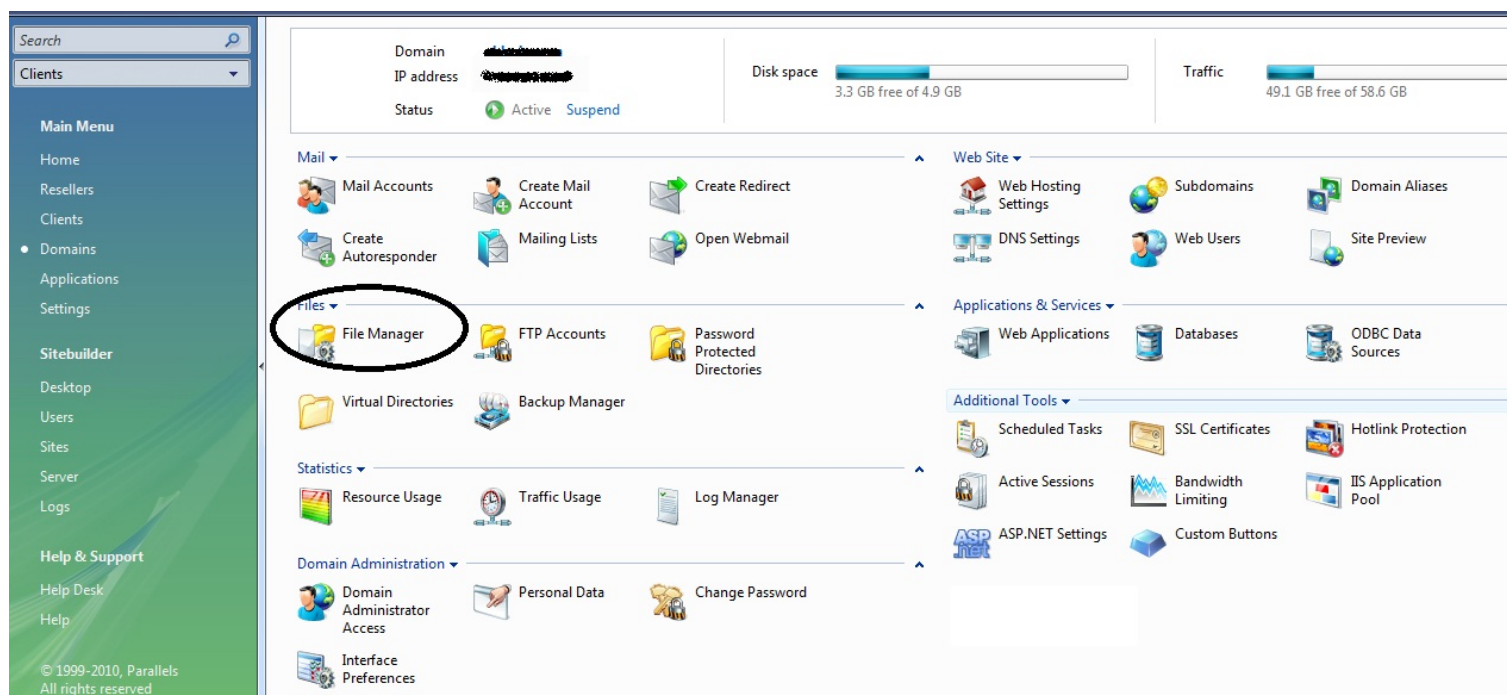 Search
Clients
Main Menu
Home
Resellers
Clients
Domains
Applications
Settings
Sitebuilder
Desktop
Users
Sites
Server
Logs
Help & Support
Help Desk
Help
© 1999-2010, Parallels
All rights reserved
Domain
IP address
Status
Active Suspend
Disk space
3.3 GB free of 4.9 GB
Traffic
49.1 GB free of 58.6 GB
Mail
Mail Accounts
Create Mail
Account
Create Redirect
Create
Autoresponder
Mailing Lists
Open Webmail
Files
File Manager
FTP Accounts
Password
Protected
Directories
Virtual Directories
Backup Manager
Statistics
Resource Usage
Traffic Usage
Log Manager
Domain Administration
Domain
Administrator
Access
Personal Data
Change Password
Interface
Preferences
Web Site
Web Hosting
Settings
Subdomains
Domain Aliases
DNS Settings
Web Users
Site Preview
Applications & Services
Web Applications
Databases
ODBC Data
Sources
Additional Tools
Scheduled Tasks
SSL Certificates
Hotlink Protection
Active Sessions
Bandwidth
Limiting
IIS Application
Pool
ASP.net
ASP.NET Settings
Custom Buttons